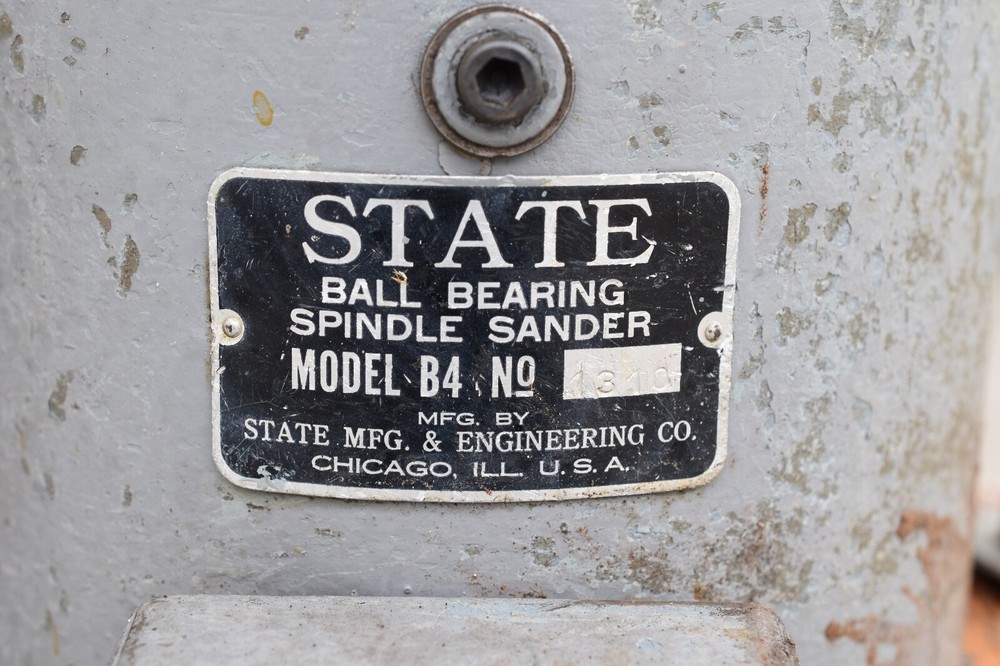 STATE
BALL BEARING
SPINDLE SANDER
MODEL B4 No 1310
MFG. BY
STATE MFG. & ENGINEERING CO.
CHICAGO, ILL. U.S.A.